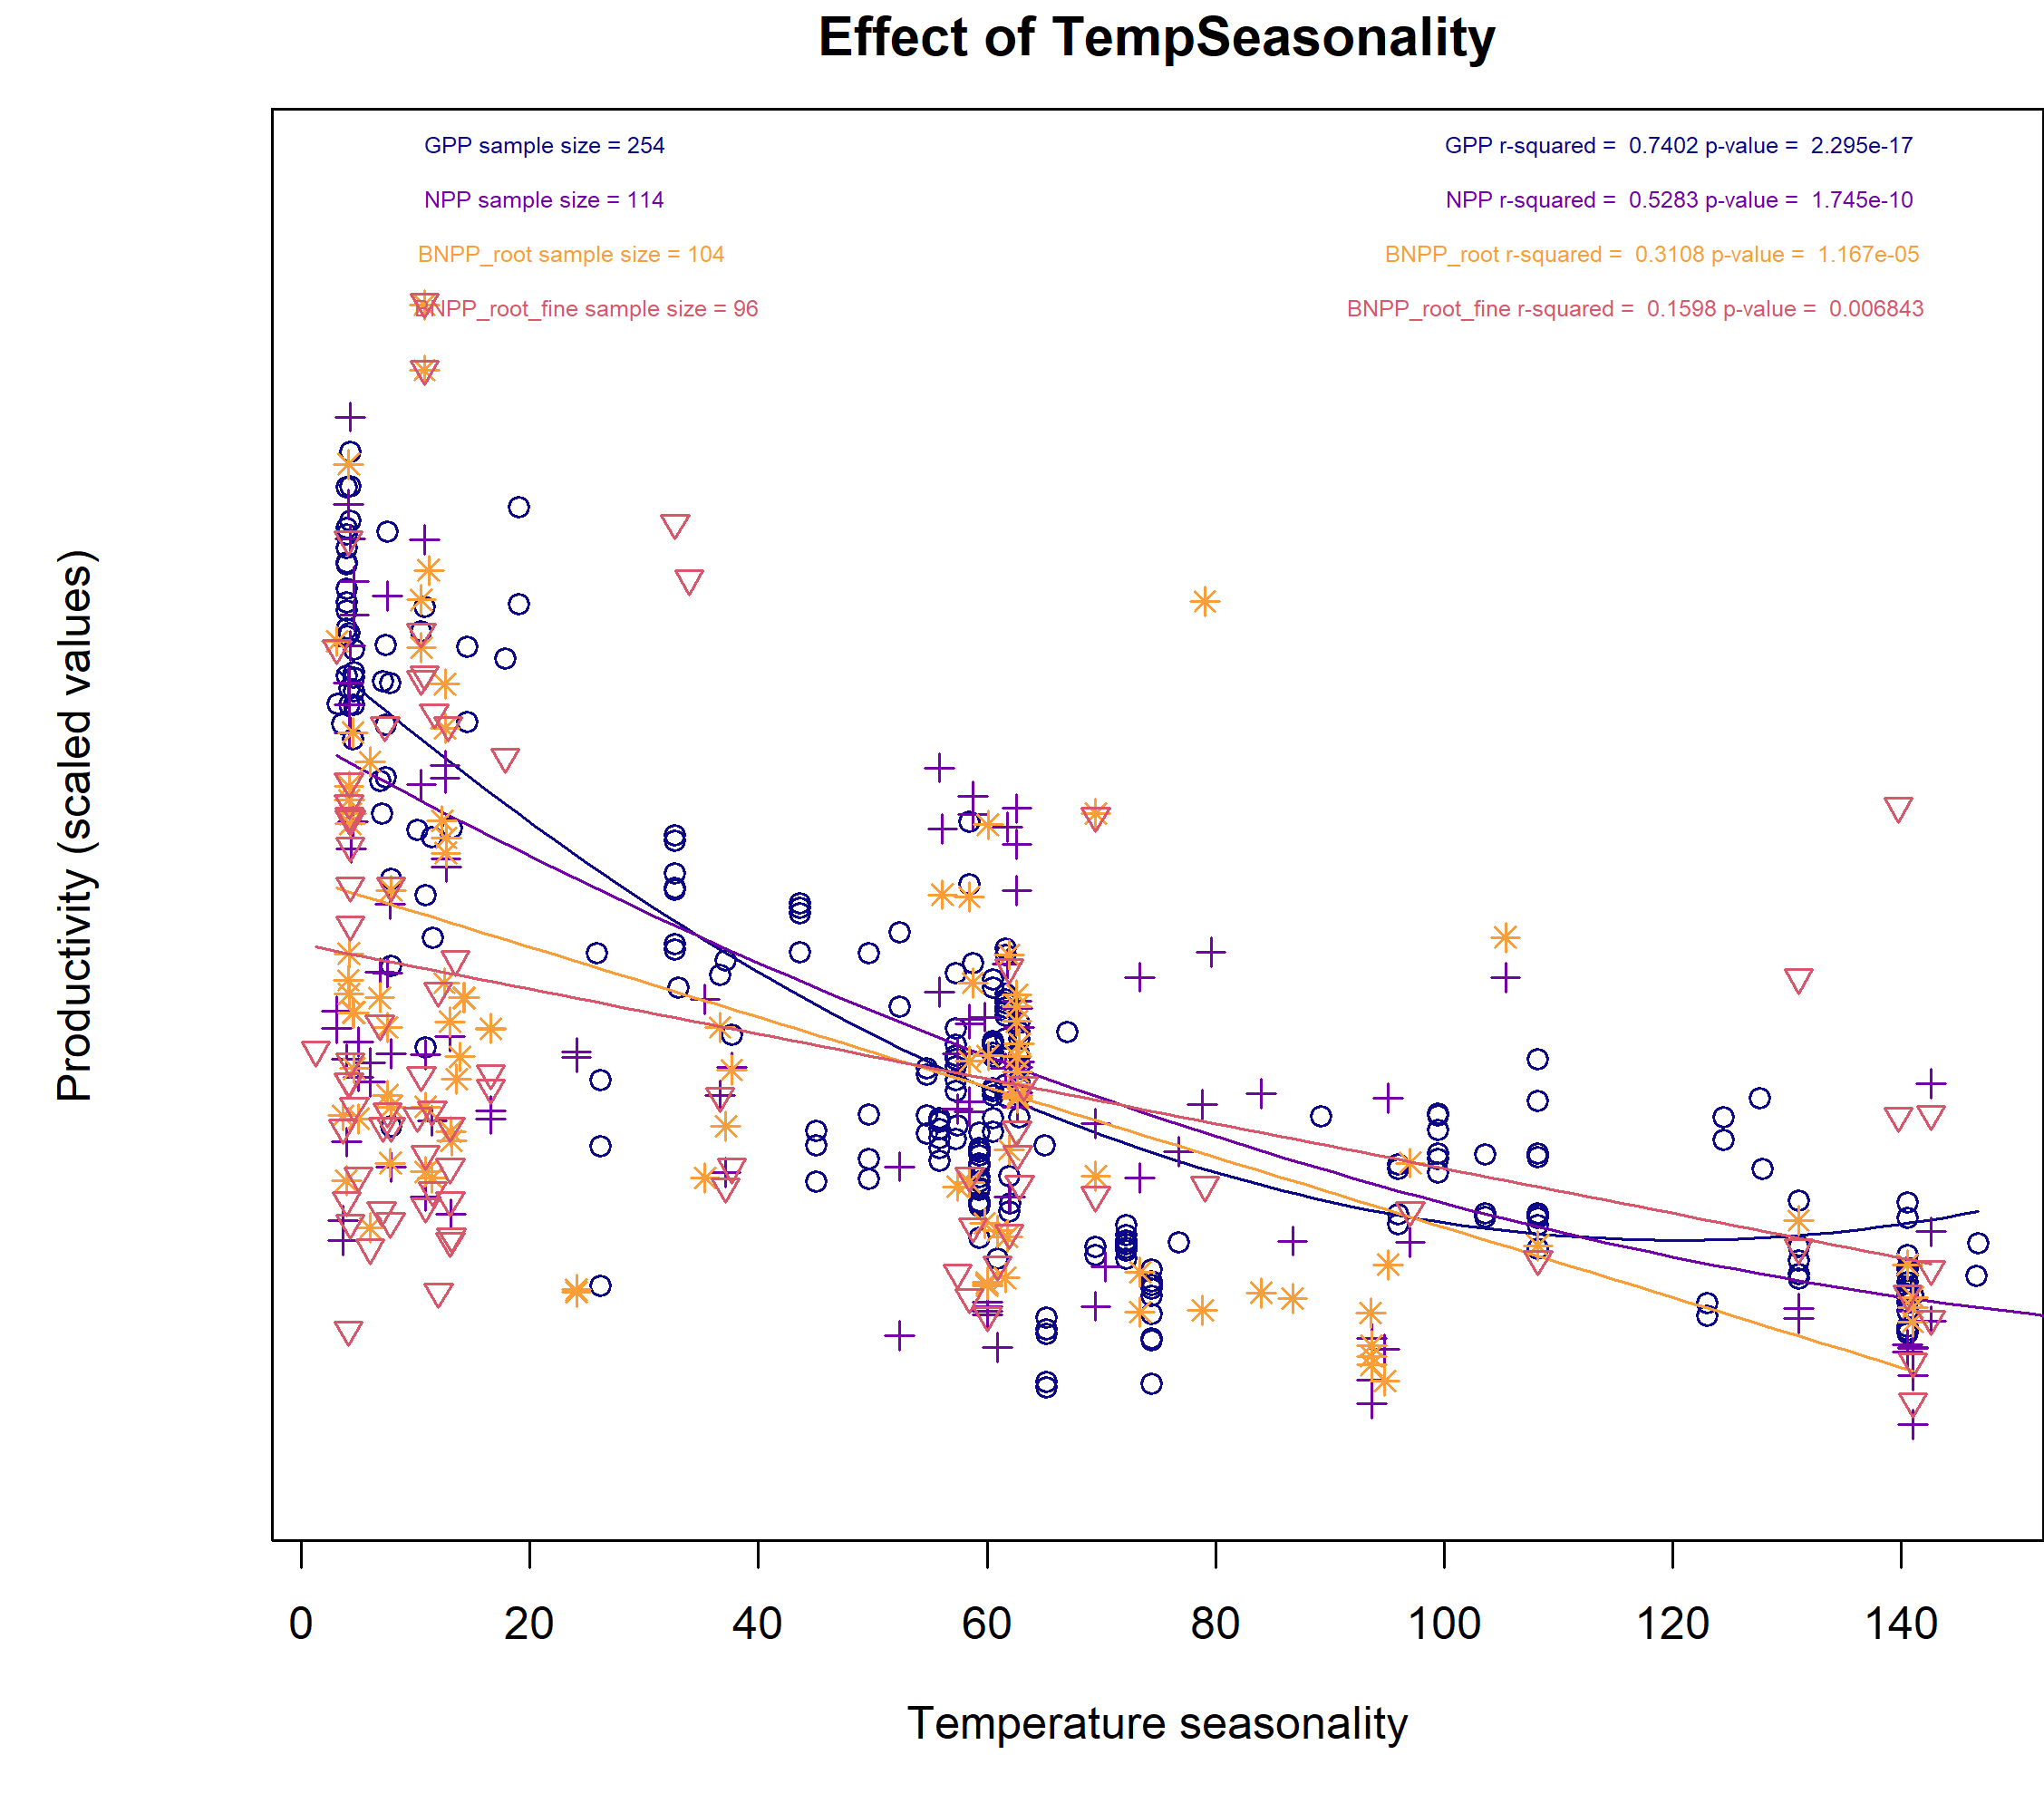 Effect of TempSeasonality
GPP sample size = 254
GPP r-squared =  0.7402 p-value =  2.295e-17
NPP sample size = 114
NPP r-squared =  0.5283 p-value =  1.745e-10
BNPP_root sample size = 104
BNPP_root r-squared =  0.3108 p-value =  1.167e-05
BNPP_root_fine sample size = 96
BNPP_root_fine r-squared =  0.1598 p-value =  0.006843
Productivity (scaled values)
0 20 40 60 80 100 120 140
Temperature seasonality